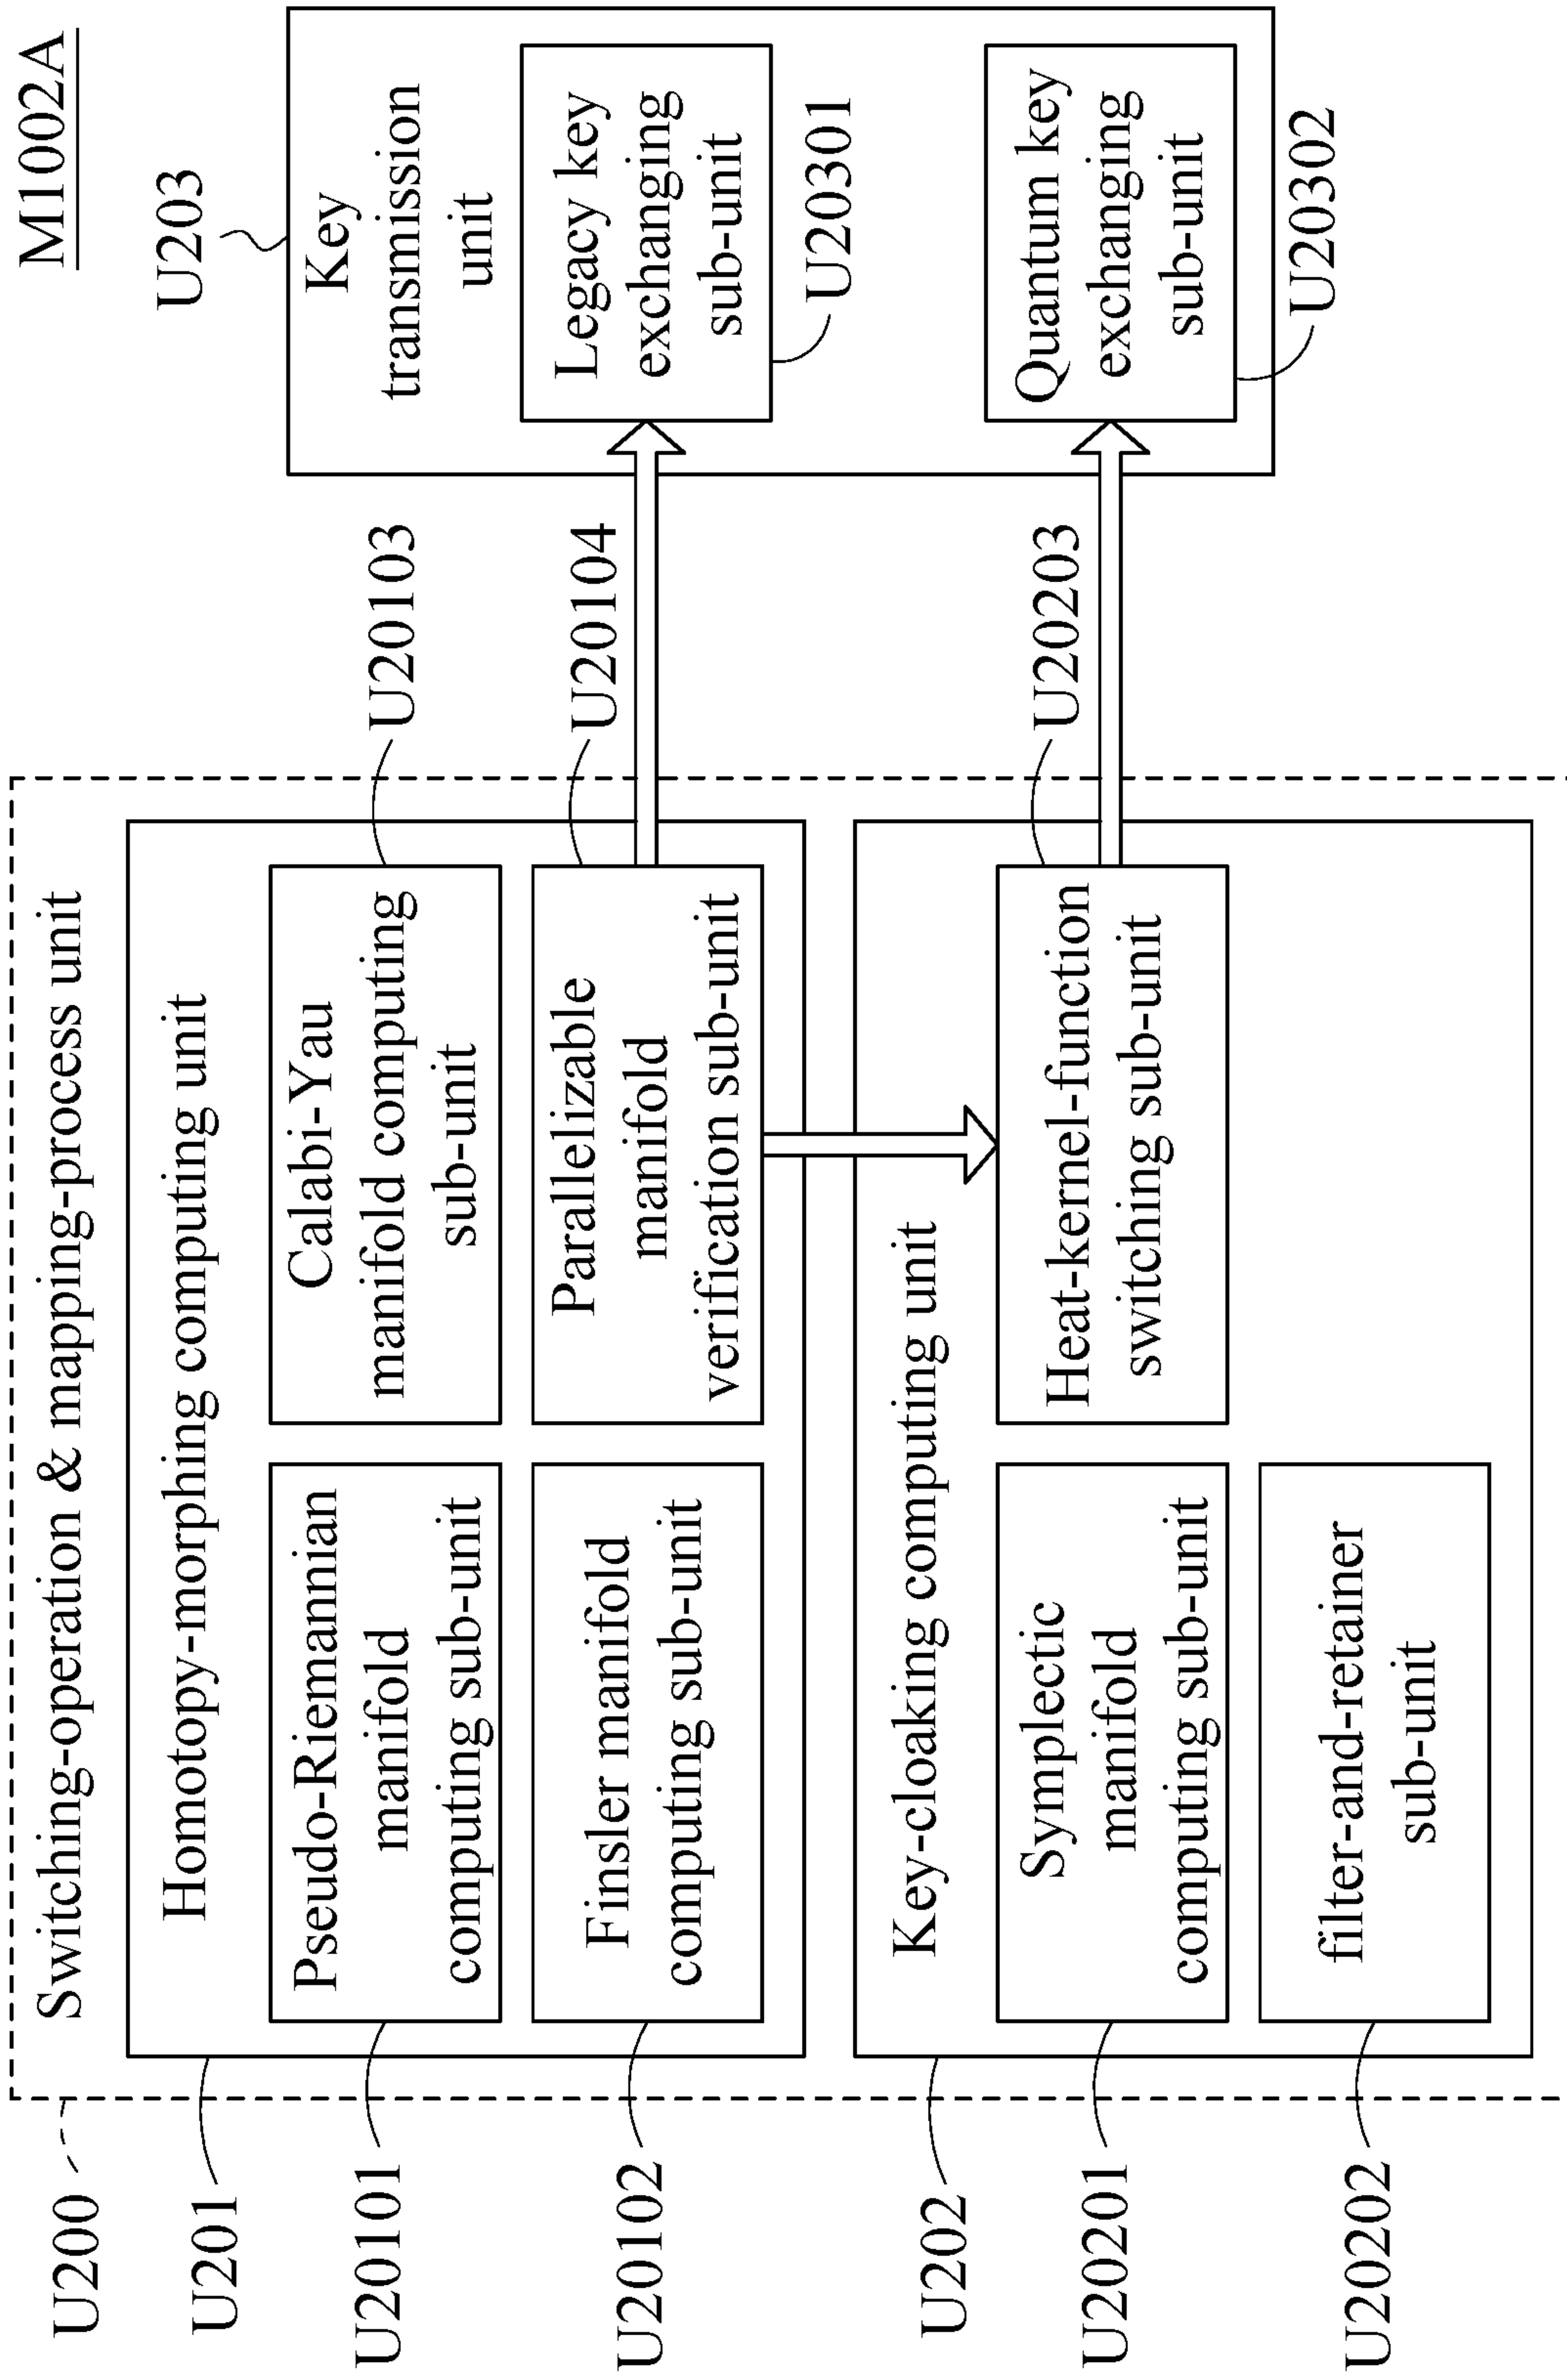 M1002A
U200
Switching-operation & mapping-process unit
U201
Homotopy-morphing computing unit
U20101
Pseudo-Riemannian
manifold
computing sub-unit
Calabi-Yau
manifold computing
sub-unit
U20103
U20102
Finsler manifold
computing sub-unit
Parallelizable
manifold
verification sub-unit
U20104
U202
Key-cloaking computing unit
U20201
Symplectic
manifold
computing sub-unit
Heat-kernel-function
switching sub-unit
U20203
U20202
filter-and-retainer
sub-unit
U203
Key
transmission
unit
Legacy key
exchanging
sub-unit
U20301
Quantum key
exchanging
sub-unit
U20302